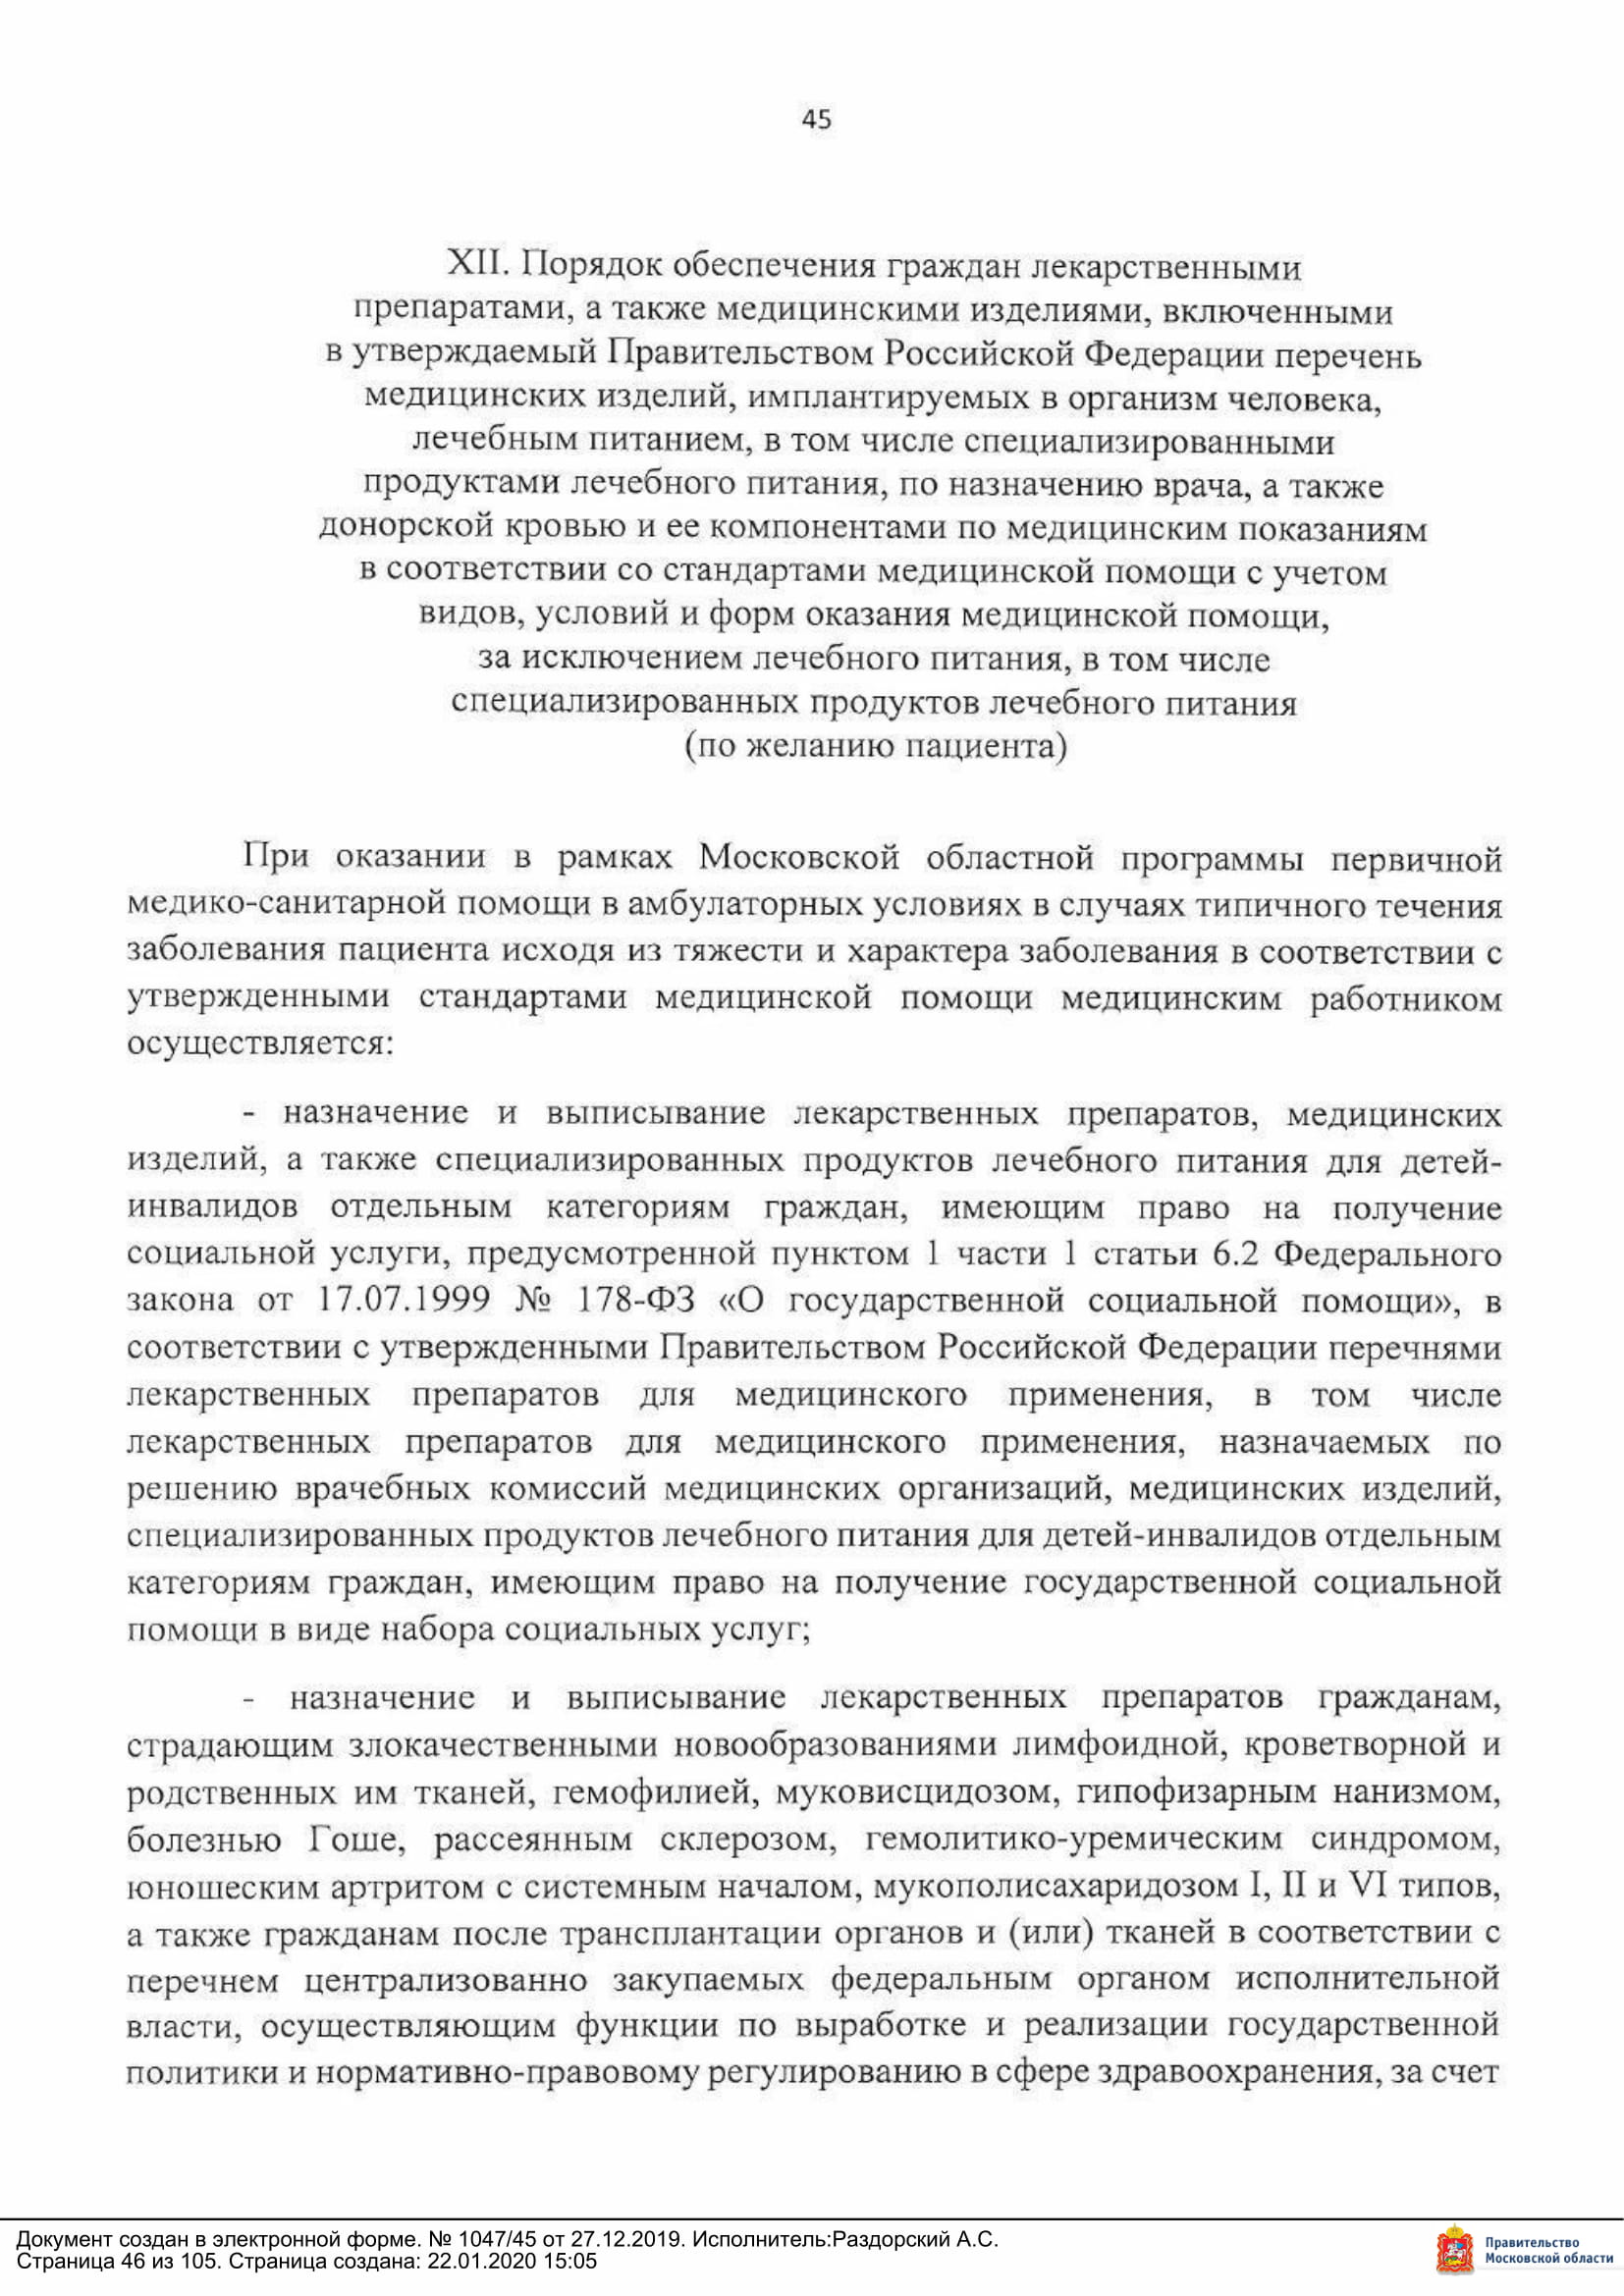 45
XII. Порядок обеспечения граждан лекарственными
препаратами, а также медицинскими изделиями, включенными
в утверждаемый Правительством Российской Федерации перечень
медицинских изделий, имплантируемых в организм человека,
лечебным питанием, в том числе специализированными
продуктами лечебного питания, по назначению врача, а также
донорской кровью и ее компонентами по медицинским показаниям
в соответствии со стандартами медицинской помощи с учетом
видов, условий и форм оказания медицинской помощи,
за исключением лечебного питания, в том числе
специализированных продуктов лечебного питания
(по желанию пациента)
При оказании в рамках Московской областной программы первичной
медико-санитарной помощи в амбулаторных условиях в случаях типичного течения
заболевания пациента исходя из тяжести и характера заболевания в соответствии с
утвержденными стандартами медицинской помощи медицинским работником
осуществляется:
- назначение и выписывание лекарственных препаратов, медицинских
изделий, а также специализированных продуктов лечебного питания для детей-
инвалидов отдельным категориям граждан, имеющим право на получение
социальной услуги, предусмотренной пунктом 1 части 1 статьи 6.2 Федерального
закона от 17.07.1999 № 178-ФЗ «О государственной социальной помощи», в
соответствии с утвержденными Правительством Российской Федерации перечнями
лекарственных препаратов для медицинского применения, в том числе
лекарственных препаратов для медицинского применения, назначаемых по
решению врачебных комиссий медицинских организаций, медицинских изделий,
специализированных продуктов лечебного питания для детей-инвалидов отдельным
категориям граждан, имеющим право на получение государственной социальной
помощи в виде набора социальных услуг;
- назначение и выписывание лекарственных препаратов гражданам,
страдающим злокачественными новообразованиями лимфоидной, кроветворной и
родственных им тканей, гемофилией, муковисцидозом, гипофизарным нанизмом,
болезнью Гоше, рассеянным склерозом, гемолитико-уремическим синдромом,
юношеским артритом с системным началом, мукополисахаридозом I, II и VI типов,
а также гражданам после трансплантации органов и (или) тканей в соответствии с
перечнем централизованно закупаемых федеральным органом исполнительной
власти, осуществляющим функции по выработке и реализации государственной
политики и нормативно-правовому регулированию в сфере здравоохранения, за счет
Документ создан в электронной форме. № 1047/45 от 27.12.2019. Исполнитель:Раздорский А.С.
Страница 46 из 105. Страница создана: 22.01.2020 15:05
Правительство
Московской области